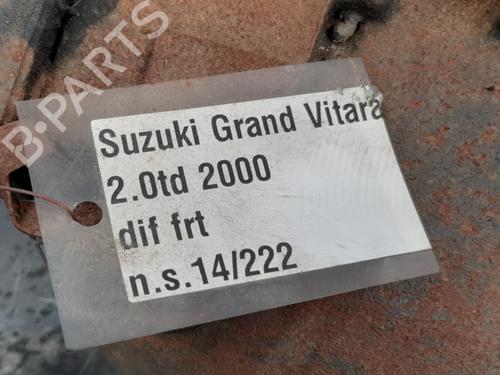 B-PARTS
Suzuki Grand Vitara
2.0td 2000
dif frt
n.s.14/222